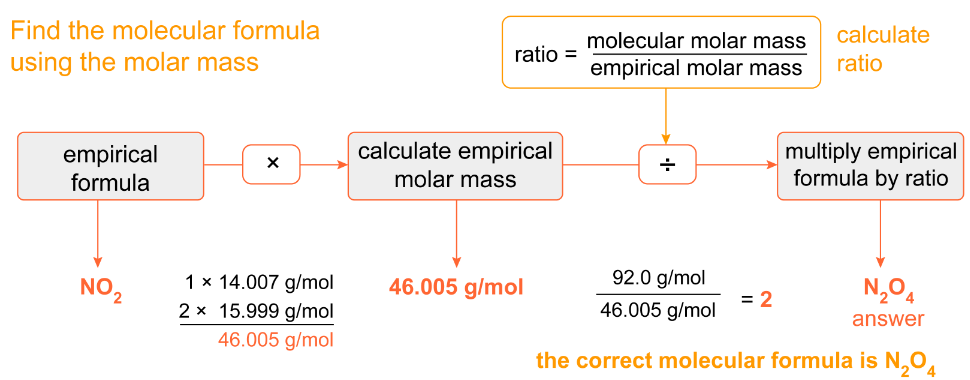 Find the molecular formula
using the molar mass
ratio = molecular molar mass
empirical molar mass
calculate
ratio
empirical
formula
×
calculate empirical
molar mass
÷
multiply empirical
formula by ratio
NO₂
1 × 14.007 g/mol
2 × 15.999 g/mol
46.005 g/mol
46.005 g/mol
92.0 g/mol
46.005 g/mol
= 2
N₂O₄
answer
the correct molecular formula is N₂O₄